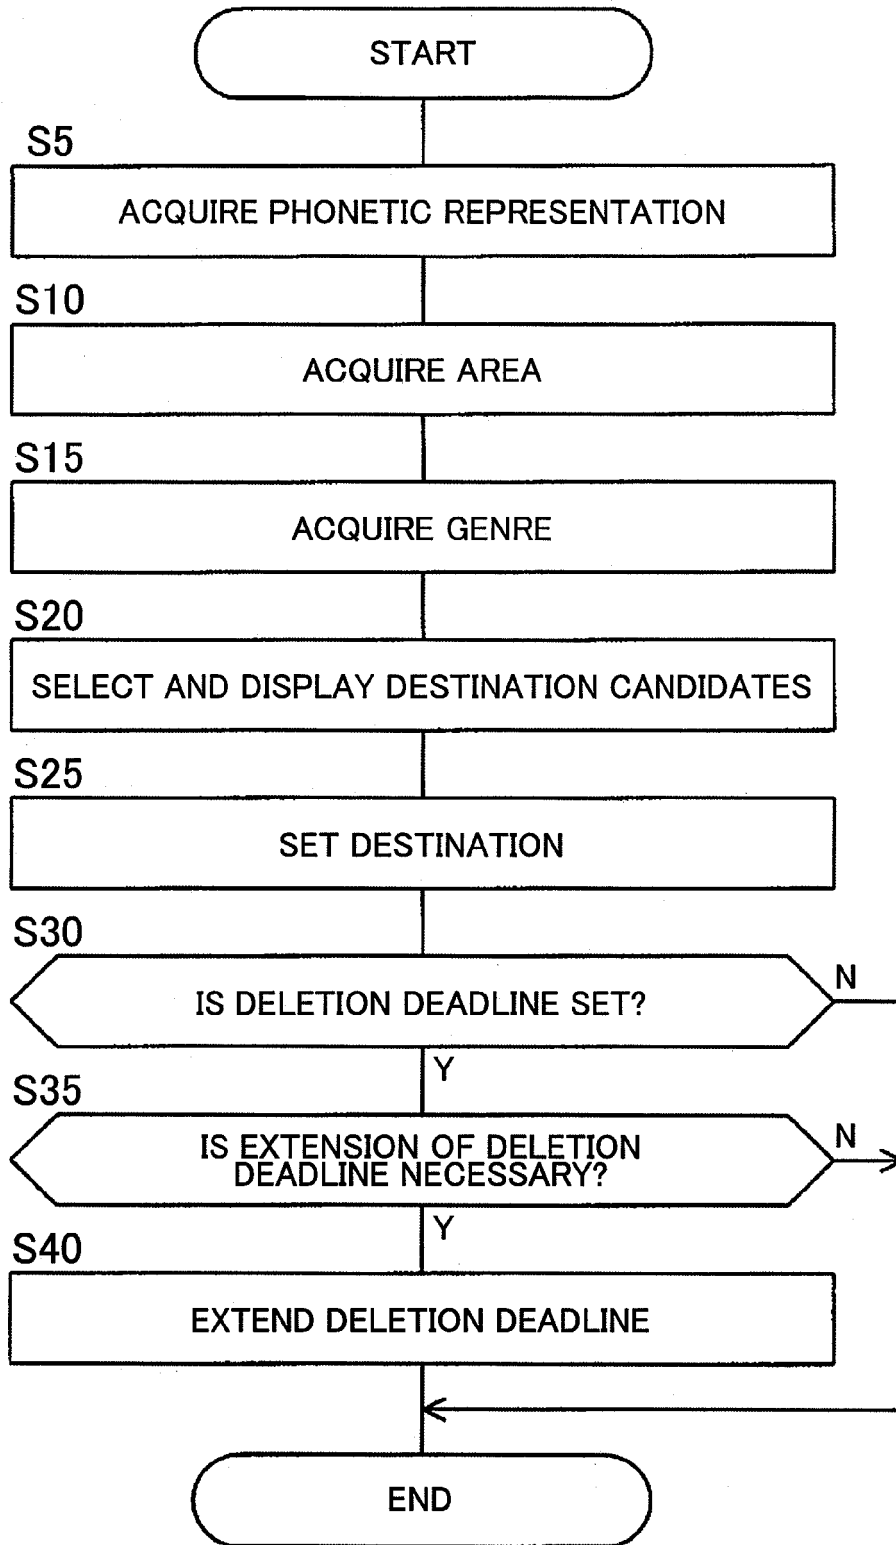 START
S5
ACQUIRE PHONETIC REPRESENTATION
S10
ACQUIRE AREA
S15
ACQUIRE GENRE
S20
SELECT AND DISPLAY DESTINATION CANDIDATES
S25
SET DESTINATION
S30
IS DELETION DEADLINE SET?
N
Y
S35
IS EXTENSION OF DELETION
DEADLINE NECESSARY?
N
Y
S40
EXTEND DELETION DEADLINE
END